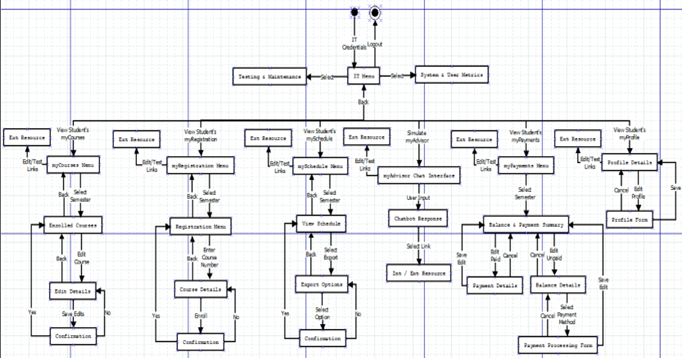 IT
Credentials
Logout
Testing & Maintenance
Select
IT Menu
Select
System & User Metrics
Back
View Student's
myCourses
View Student's
myRegistration
View Student's
mySchedule
Simulate
myAdvisor
View Student's
myPayments
View Student's
myProfile
Ext Resource
Ext Resource
Ext Resource
Ext Resource
Ext Resource
Ext Resource
Edit/Test
Links
myCourses Menu
Edit/Test
Links
myRegistration Menu
Edit/Test
Links
mySchedule Menu
Edit/Test
Links
myAdvisor Chat Interface
Edit/Test
Links
myPayments Menu
Edit/Test
Links
Profile Details
Back
Select
Semester
Back
Select
Semester
Back
Select
Semester
User Input
Select
Semester
Cancel
Edit
Profile
Save
Enrolled Courses
Registration Menu
View Schedule
Chatbot Response
Balance & Payment Summary
Profile Form
Back
Edit
Course
Back
Enter
Course
Number
Back
Select
Export
Select Link
Save
Edit
Edit
Paid
Cancel
Cancel
Edit
Unpaid
Save
Edit
Edit Details
Course Details
Export Options
Int / Ext Resource
Payment Details
Balance Details
Yes
Save Edits
No
Yes
Enroll
No
Yes
Select
Option
No
Cancel
Select
Payment
Method
Confirmation
Confirmation
Confirmation
Payment Processing Form